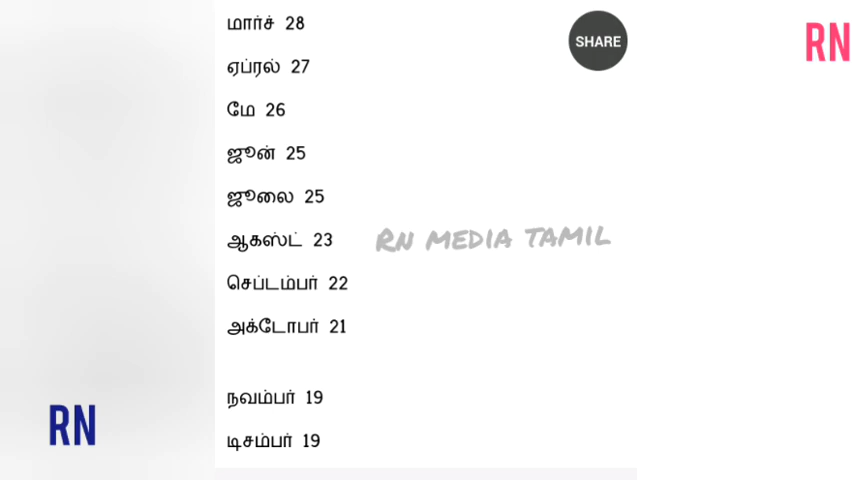 மார்ச் 28
SHARE
RN
ஏப்ரல் 27
மே 26
ஜூன் 25
ஜூலை 25
ஆகஸ்ட் 23
RN MEDIA TAMIL
செப்டம்பர் 22
அக்டோபர் 21
நவம்பர் 19
RN
டிசம்பர் 19